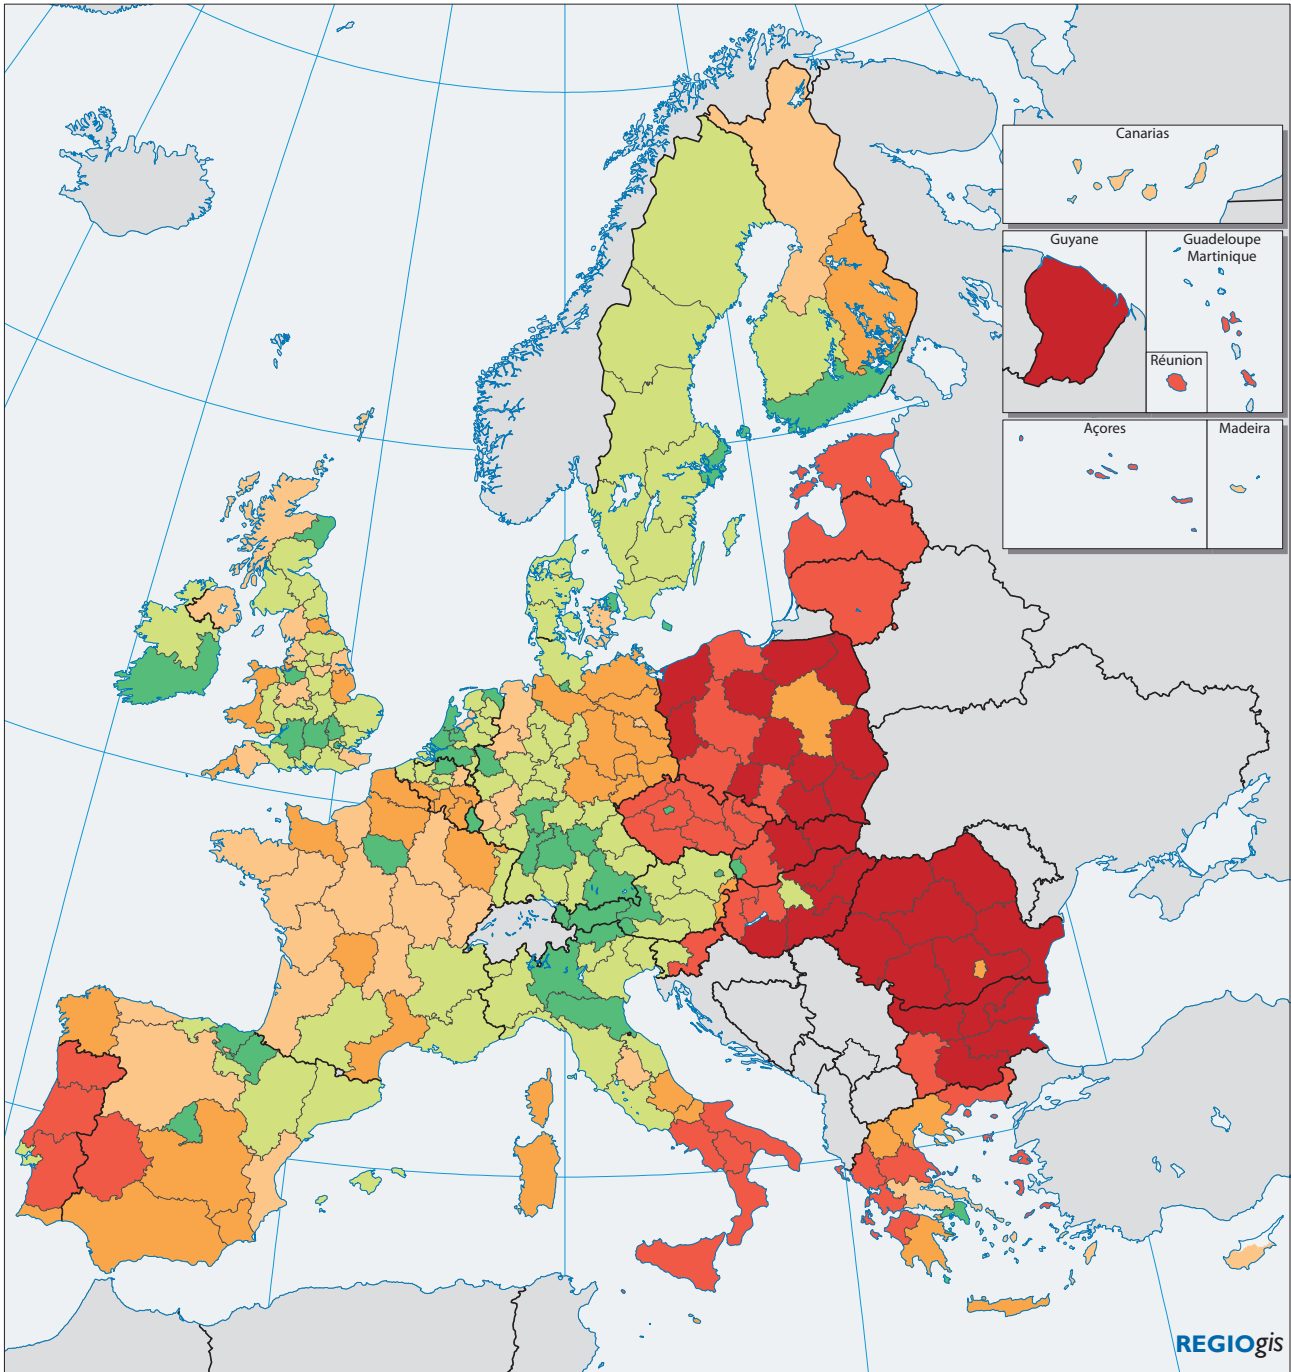 Canarias
Guyane
Guadeloupe
Martinique
Réunion
Açores
Madeira
REGIOgis